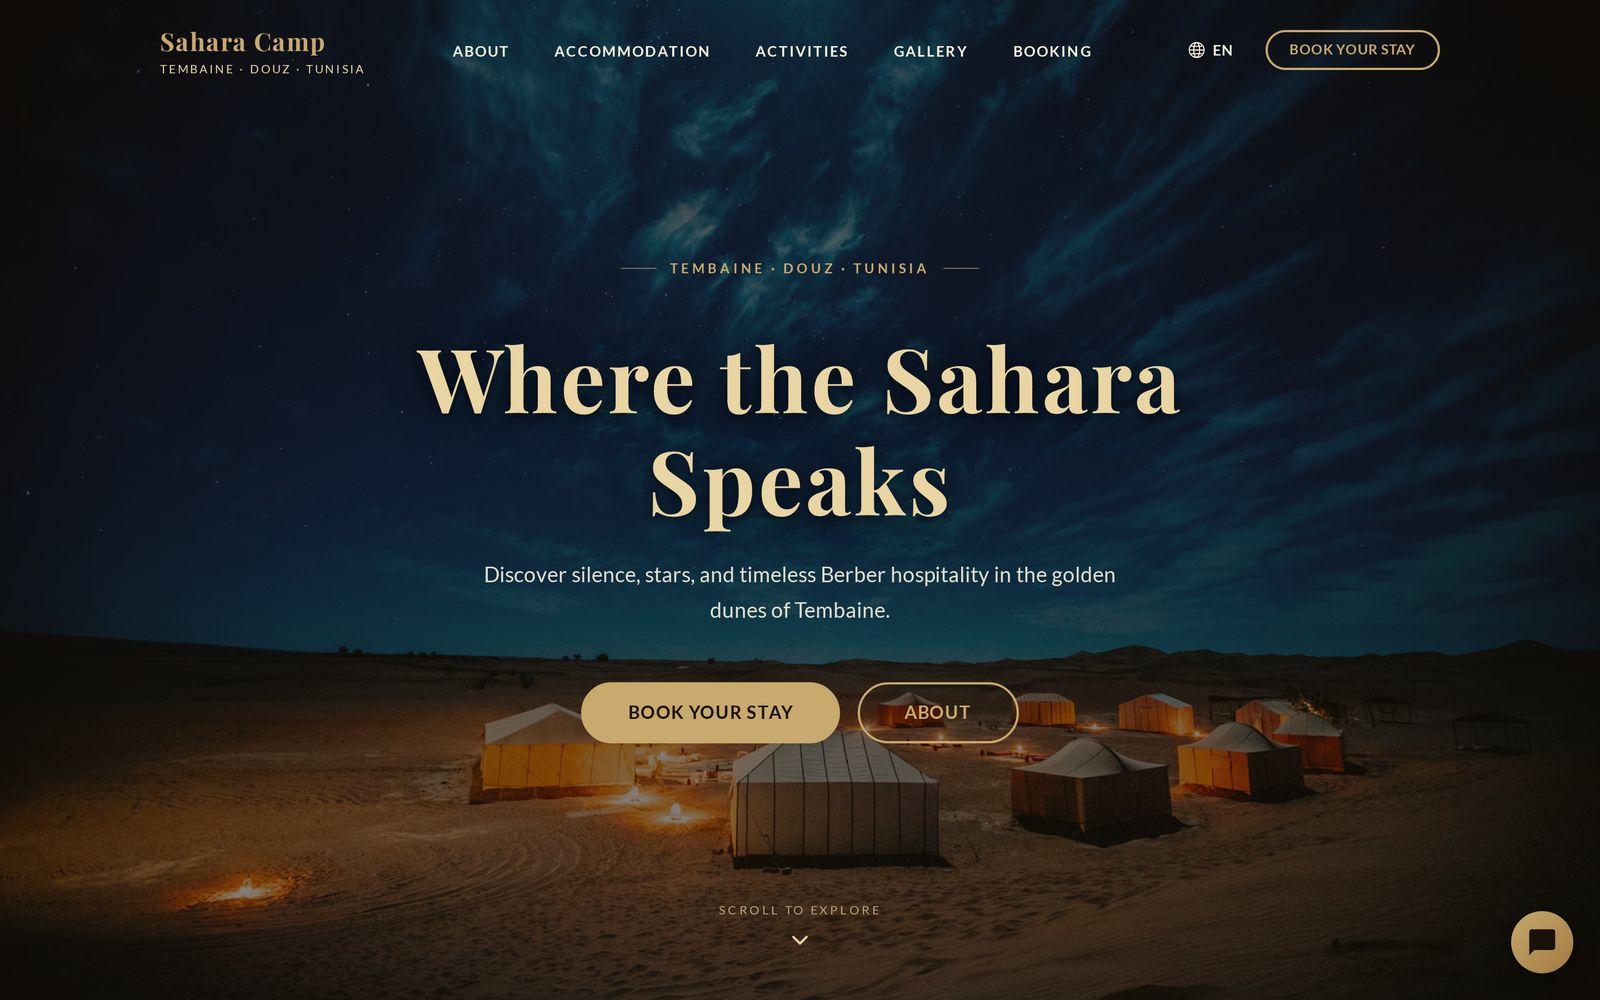 Sahara Camp
TEMBAINE · DOUZ · TUNISIA
ABOUT
ACCOMMODATION
ACTIVITIES
GALLERY
BOOKING
EN
BOOK YOUR STAY
TEMBAINE · DOUZ · TUNISIA
Where the Sahara
Speaks
Discover silence, stars, and timeless Berber hospitality in the golden
dunes of Tembaine.
BOOK YOUR STAY
ABOUT
SCROLL TO EXPLORE